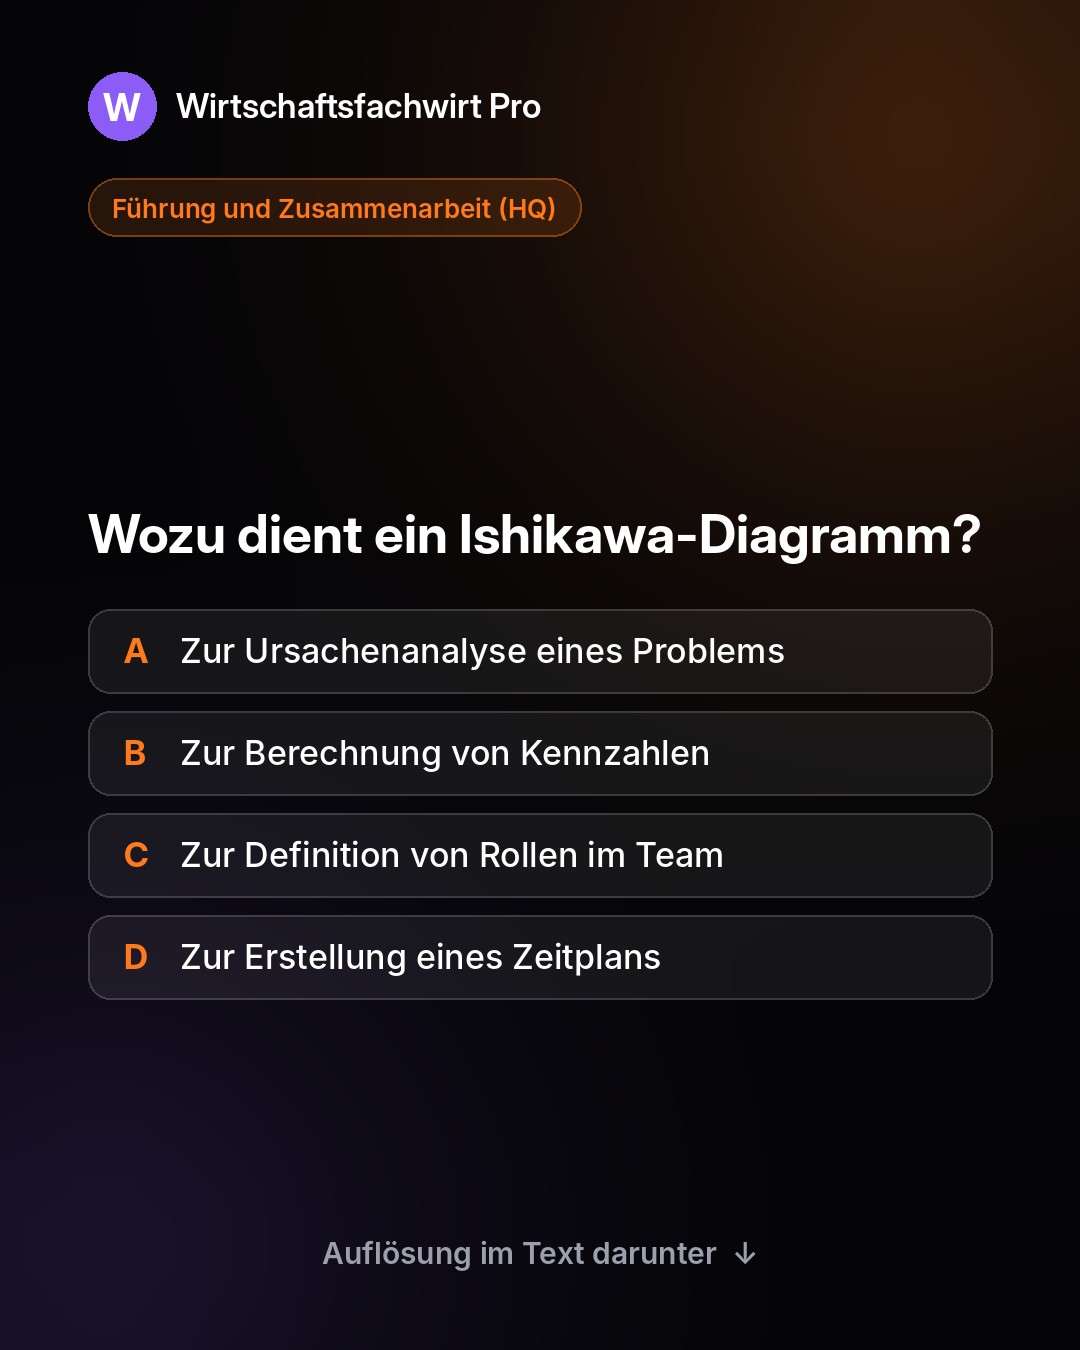 W Wirtschaftsfachwirt Pro
Führung und Zusammenarbeit (HQ)
Wozu dient ein Ishikawa-Diagramm?
A Zur Ursachenanalyse eines Problems
B Zur Berechnung von Kennzahlen
C Zur Definition von Rollen im Team
D Zur Erstellung eines Zeitplans
Auflösung im Text darunter ↓